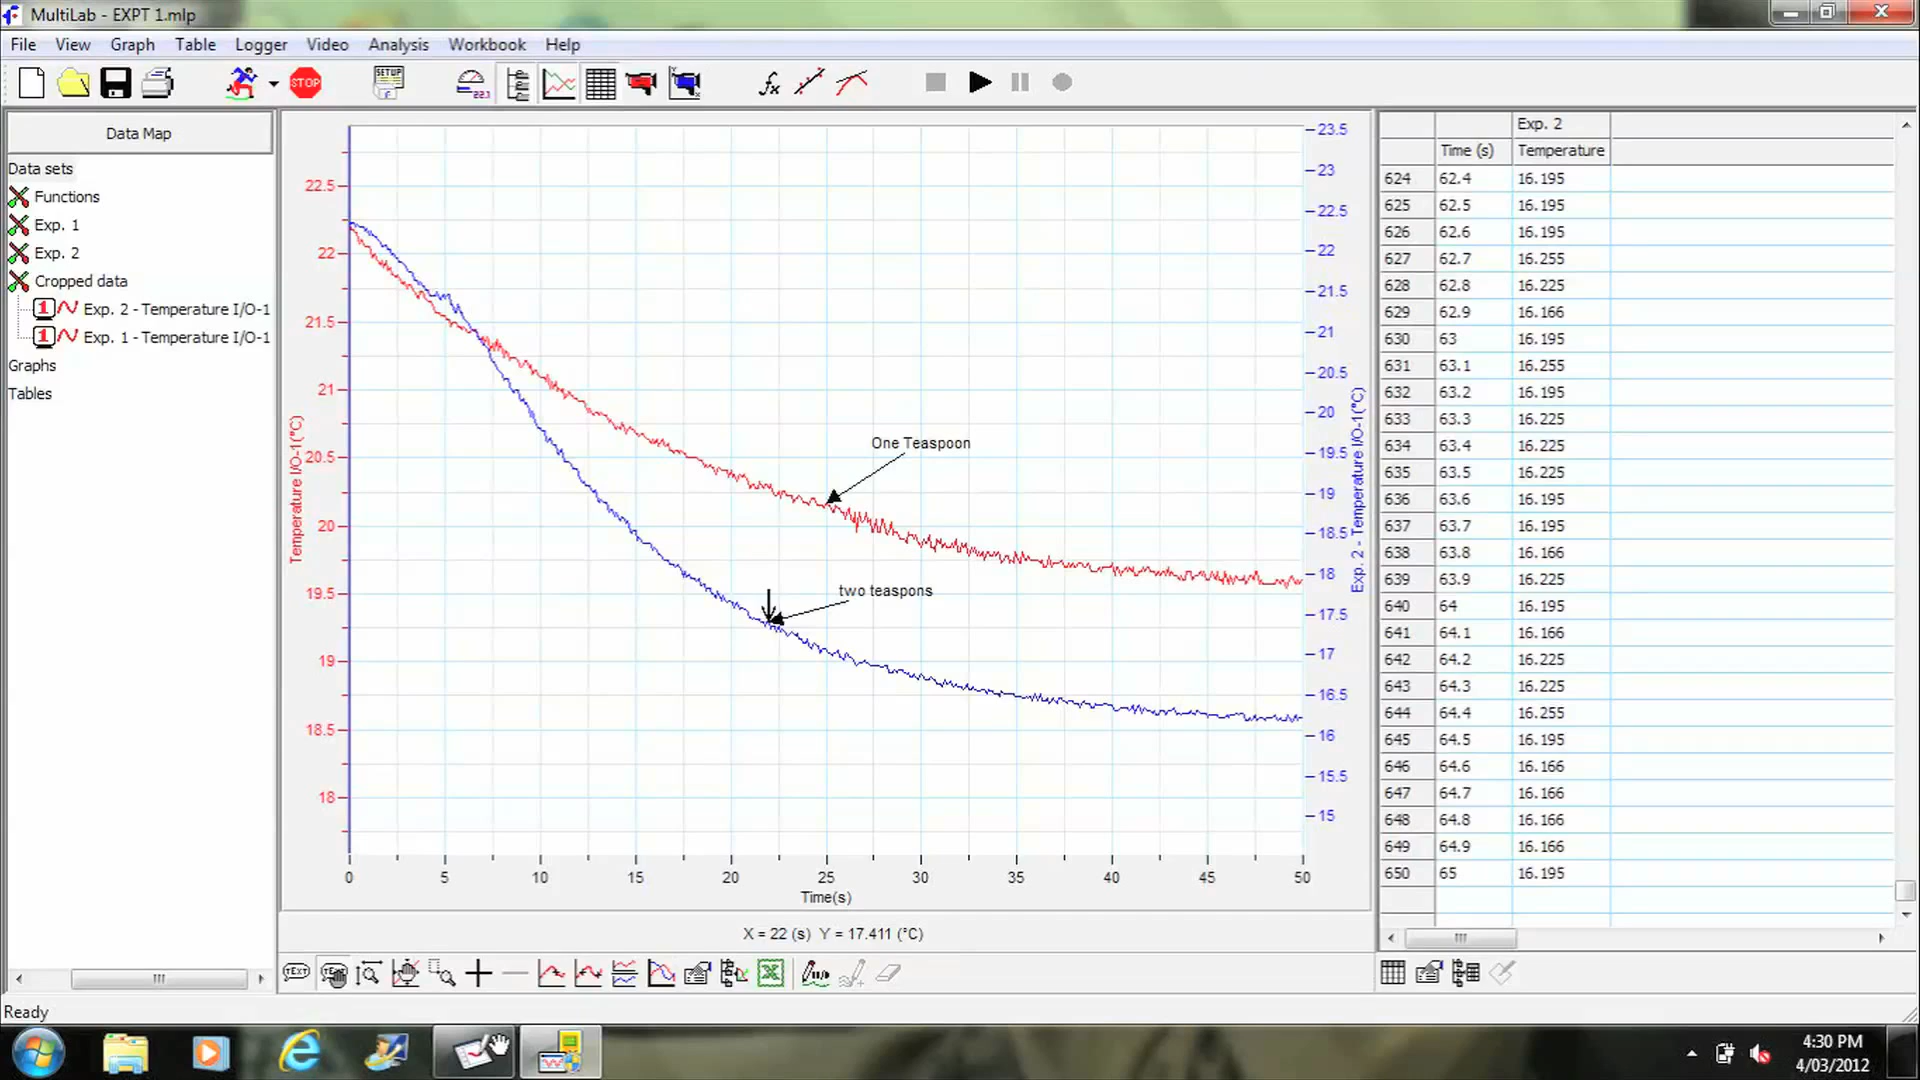 MultiLab - EXPT 1.mlp
File View Graph Table Logger Video Analysis Workbook Help
STOP SETUP 22.1 fx
Data Map
Data sets
Functions
Exp. 1
Exp. 2
Cropped data
1 Exp. 2 - Temperature I/O-1
1 Exp. 1 - Temperature I/O-1
Graphs
Tables
Temperature I/O-1(°C)
22.5
22
21.5
21
20.5
20
19.5
19
18.5
18
One Teaspoon
two teaspons
23.5
23
22.5
22
21.5
21
20.5
20
19.5
19
18.5
18
17.5
17
16.5
16
15.5
15
Exp. 2 - Temperature I/O-1(°C)
0 5 10 15 20 25 30 35 40 45 50
Time(s)
X = 22 (s) Y = 17.411 (°C)
TEXT
Exp. 2
Time (s) Temperature
624 62.4 16.195
625 62.5 16.195
626 62.6 16.195
627 62.7 16.255
628 62.8 16.225
629 62.9 16.166
630 63 16.195
631 63.1 16.255
632 63.2 16.195
633 63.3 16.225
634 63.4 16.225
635 63.5 16.225
636 63.6 16.195
637 63.7 16.195
638 63.8 16.166
639 63.9 16.225
640 64 16.195
641 64.1 16.166
642 64.2 16.225
643 64.3 16.225
644 64.4 16.255
645 64.5 16.195
646 64.6 16.166
647 64.7 16.166
648 64.8 16.166
649 64.9 16.166
650 65 16.195
Ready
4:30 PM
4/03/2012